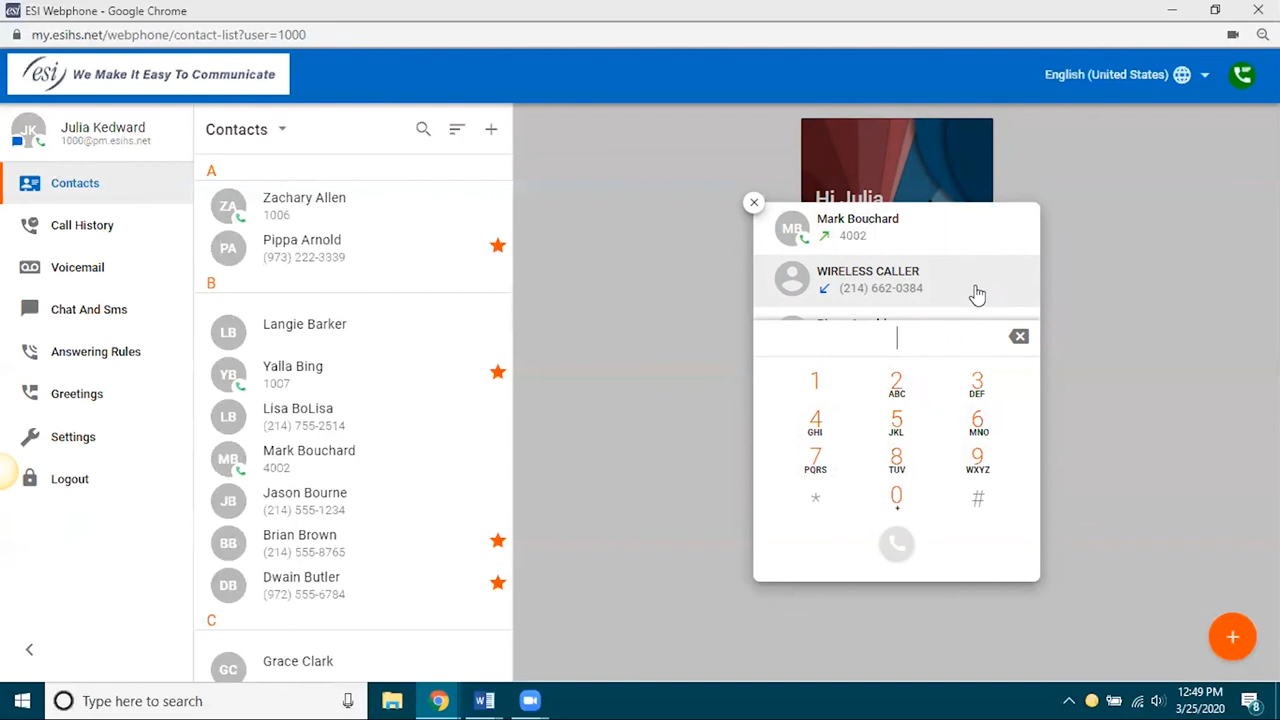 ESI Webphone - Google Chrome
my.esihs.net/webphone/contact-list?user=1000
esi We Make It Easy To Communicate
English (United States)
JK
Julia Kedward
1000@pm.esihs.net
Contacts
Call History
Voicemail
Chat And Sms
Answering Rules
Greetings
Settings
Logout
Contacts
A
ZA
Zachary Allen
1006
PA
Pippa Arnold
(973) 222-3339
B
LB
Langie Barker
YB
Yalla Bing
1007
LB
Lisa BoLisa
(214) 755-2514
MB
Mark Bouchard
4002
JB
Jason Bourne
(214) 555-1234
BB
Brian Brown
(214) 555-8765
DB
Dwain Butler
(972) 555-6784
C
GC
Grace Clark
Hi Julia
MB
Mark Bouchard
4002
WIRELESS CALLER
(214) 662-0384
1 2 3
ABC DEF
4 5 6
GHI JKL MNO
7 8 9
PQRS TUV WXYZ
* 0 #
+
+
Type here to search
12:49 PM
3/25/2020
8